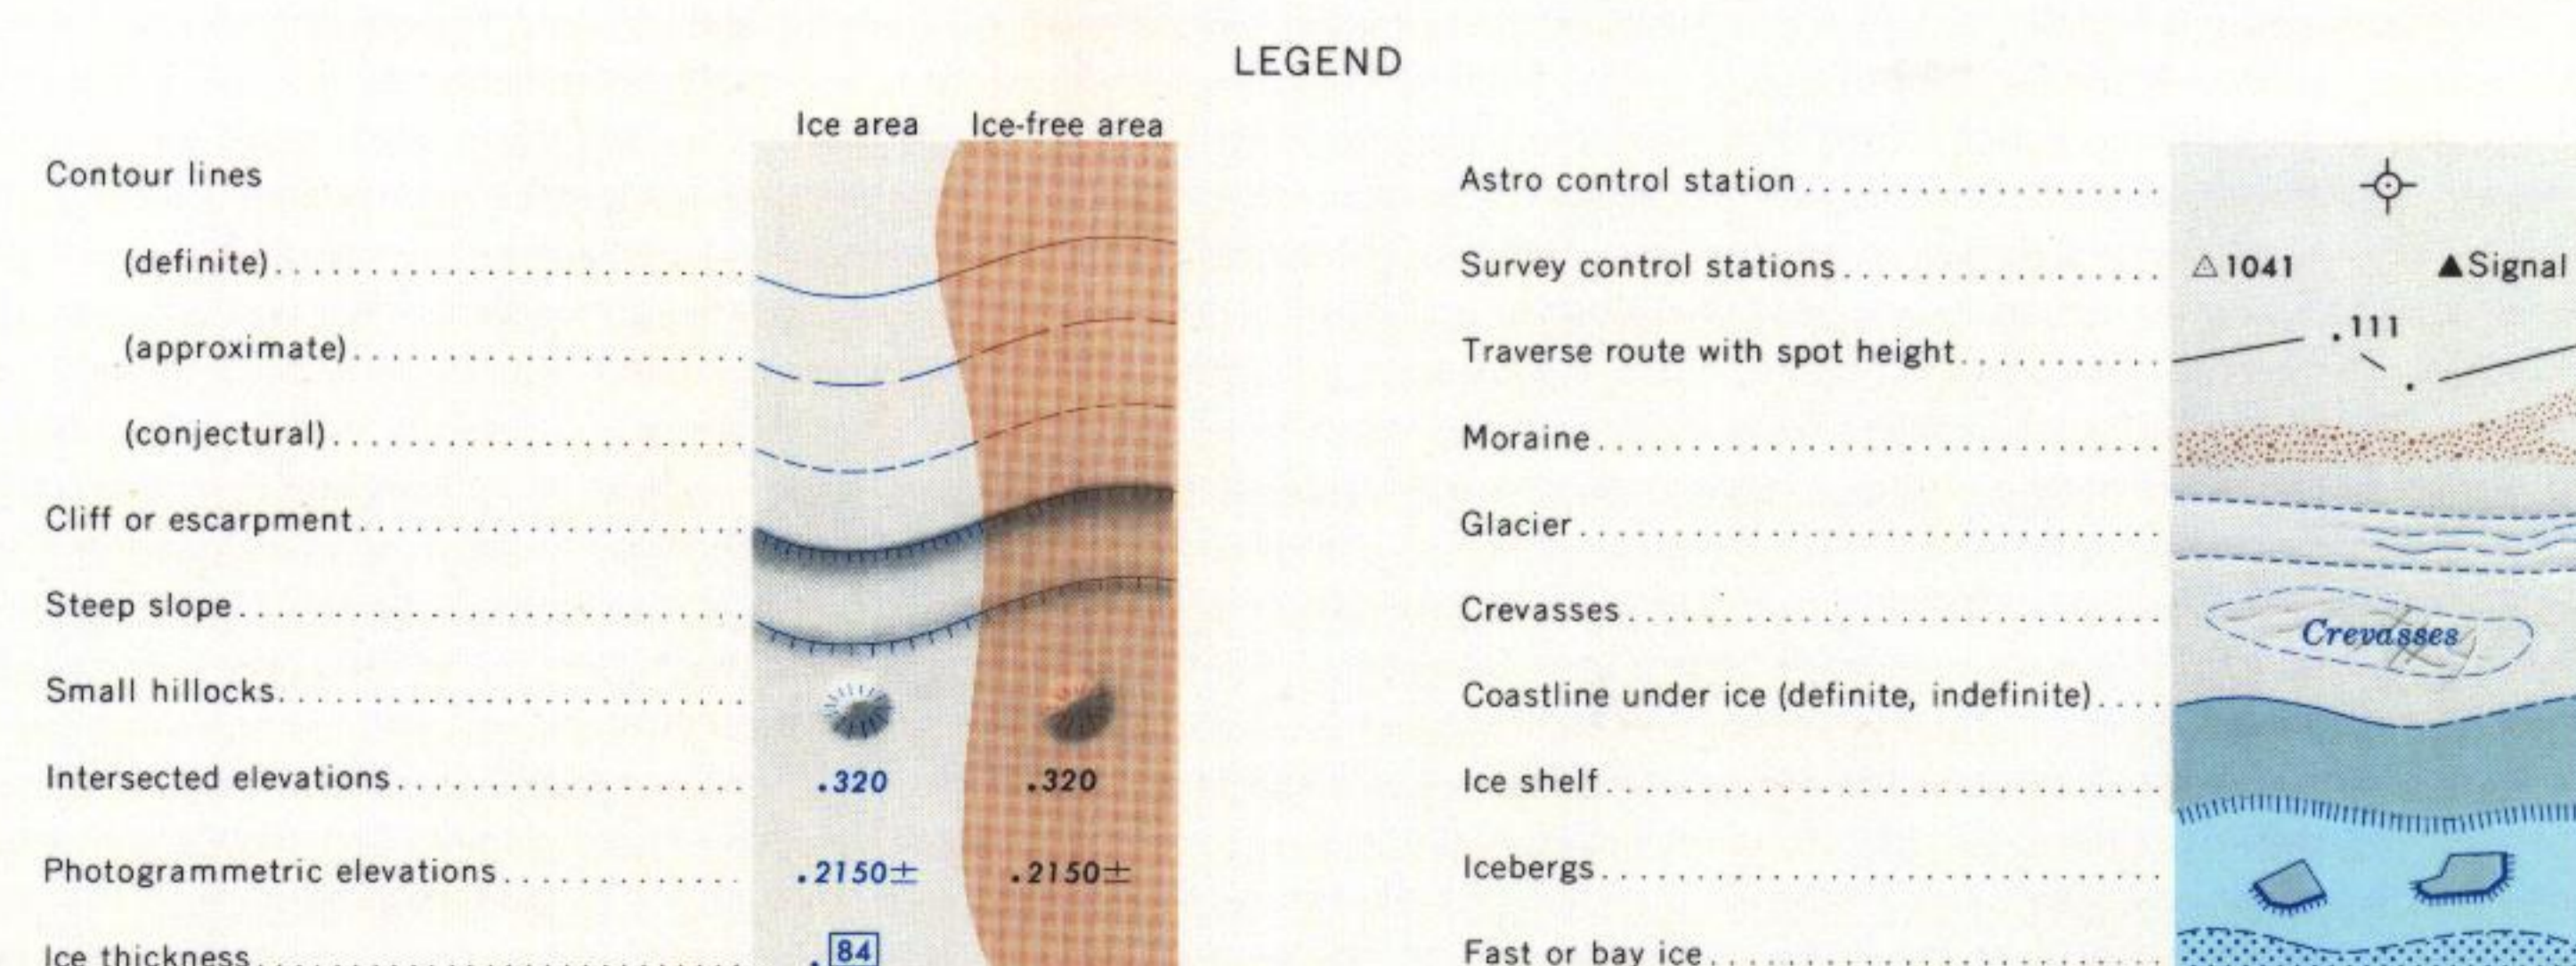 LEGEND
Ice area Ice-free area
Contour lines
(definite)
(approximate)
(conjectural)
Cliff or escarpment
Steep slope
Small hillocks
Intersected elevations .320 .320
Photogrammetric elevations .2150± .2150±
Ice thickness .84
Astro control station
Survey control stations 1041 Signal
Traverse route with spot height .111
Moraine
Glacier
Crevasses Crevasses
Coastline under ice (definite, indefinite)
Ice shelf
Icebergs
Fast or bay ice